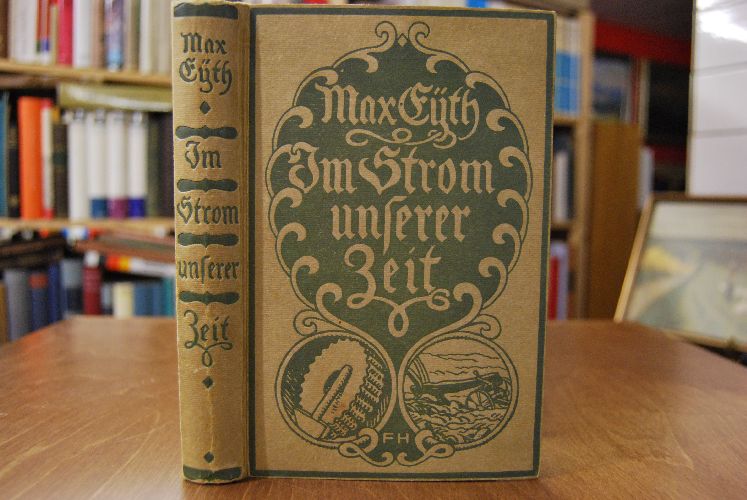 Max
Eÿth
Im
Strom
unſerer
Zeit
Max Eÿth
Im Strom
unſerer
Zeit
FH